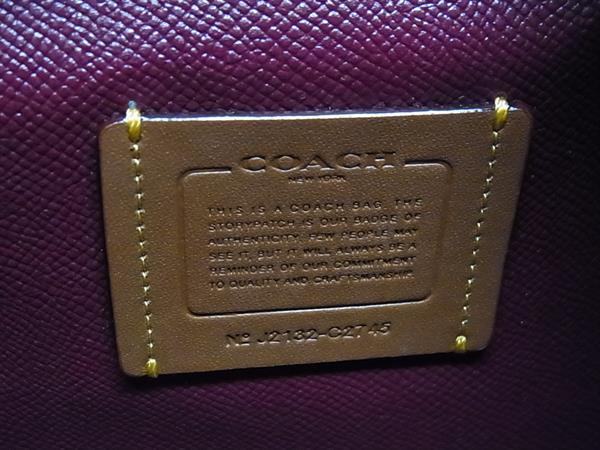 COACH
NEW YORK
THIS IS A COACH BAG. THE
STORYPATCH IS OUR BADGE OF
AUTHENTICITY. FEW PEOPLE MAY
SEE IT, BUT IT WILL ALWAYS BE A
REMINDER OF OUR COMMITMENT
TO QUALITY AND CRAFTSMANSHIP.
Nº J2132-C2745